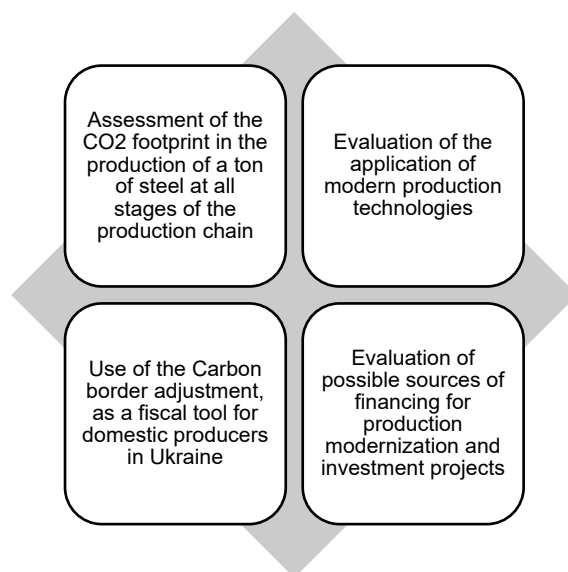 Assessment of the
CO2 footprint in the
production of a ton
of steel at all
stages of the
production chain
Evaluation of the
application of
modern production
technologies
Use of the Carbon
border adjustment,
as a fiscal tool for
domestic producers
in Ukraine
Evaluation of
possible sources of
financing for
production
modernization and
investment projects